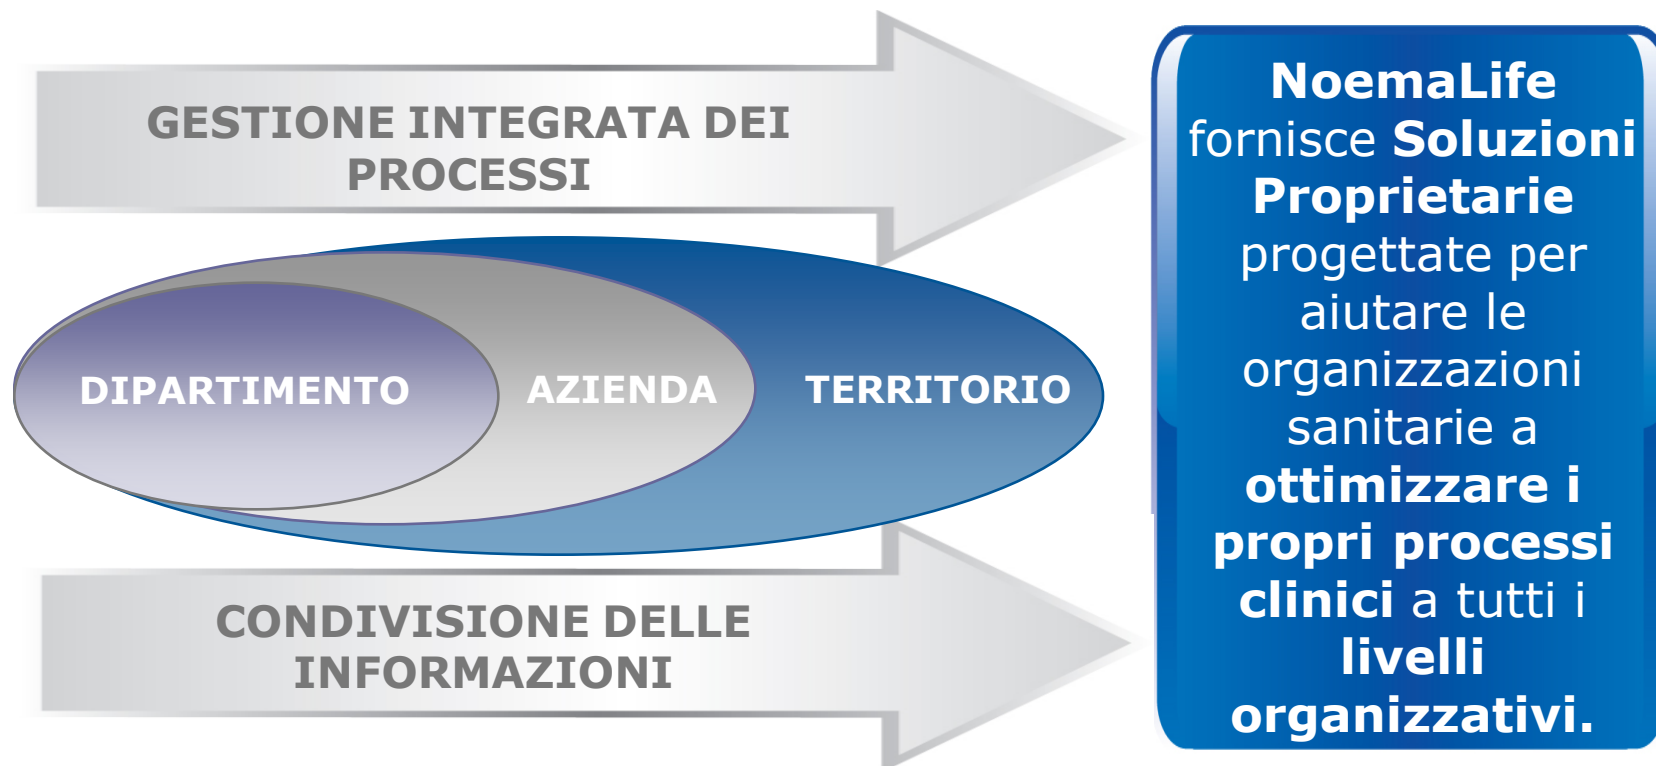 GESTIONE INTEGRATA DEI
PROCESSI
DIPARTIMENTO
AZIENDA
TERRITORIO
CONDIVISIONE DELLE
INFORMAZIONI
NoemaLife
fornisce Soluzioni
Proprietarie
progettate per
aiutare le
organizzazioni
sanitarie a
ottimizzare i
propri processi
clinici a tutti i
livelli
organizzativi.